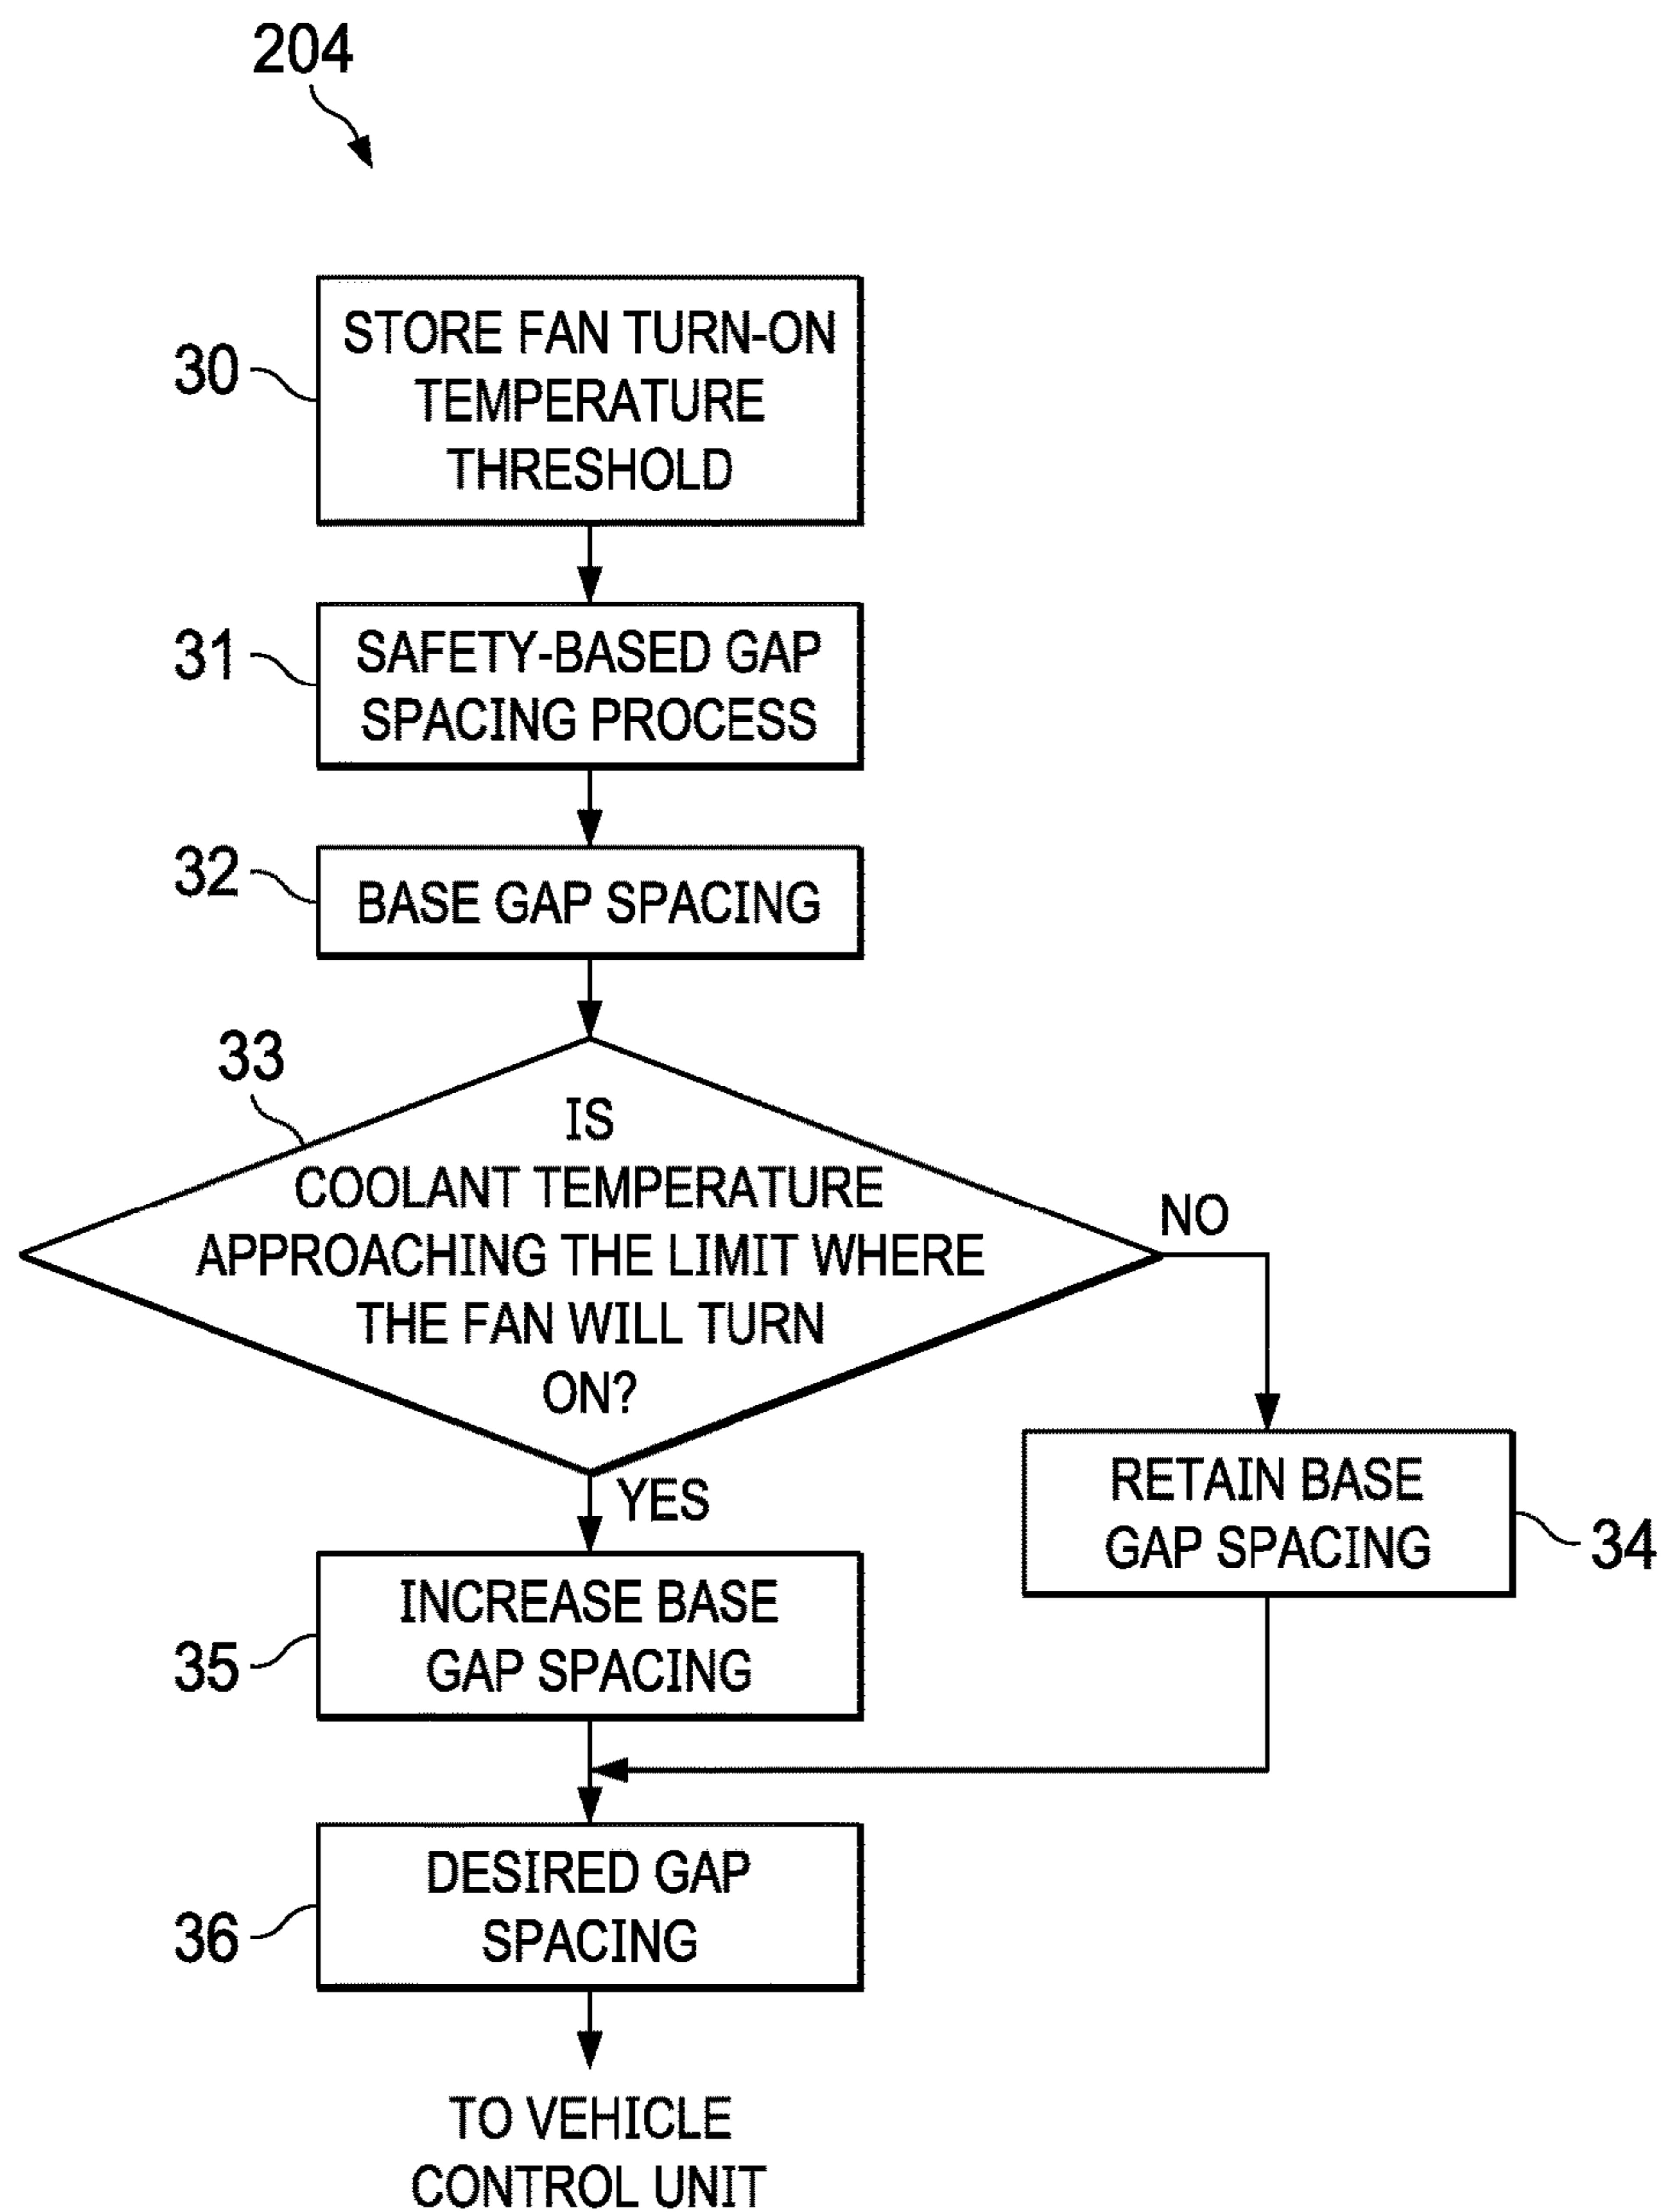 204
30
STORE FAN TURN-ON
TEMPERATURE
THRESHOLD
31
SAFETY-BASED GAP
SPACING PROCESS
32
BASE GAP SPACING
33
IS
COOLANT TEMPERATURE
APPROACHING THE LIMIT WHERE
THE FAN WILL TURN
ON?
NO
YES
RETAIN BASE
GAP SPACING
34
INCREASE BASE
GAP SPACING
35
DESIRED GAP
SPACING
36
TO VEHICLE
CONTROL UNIT